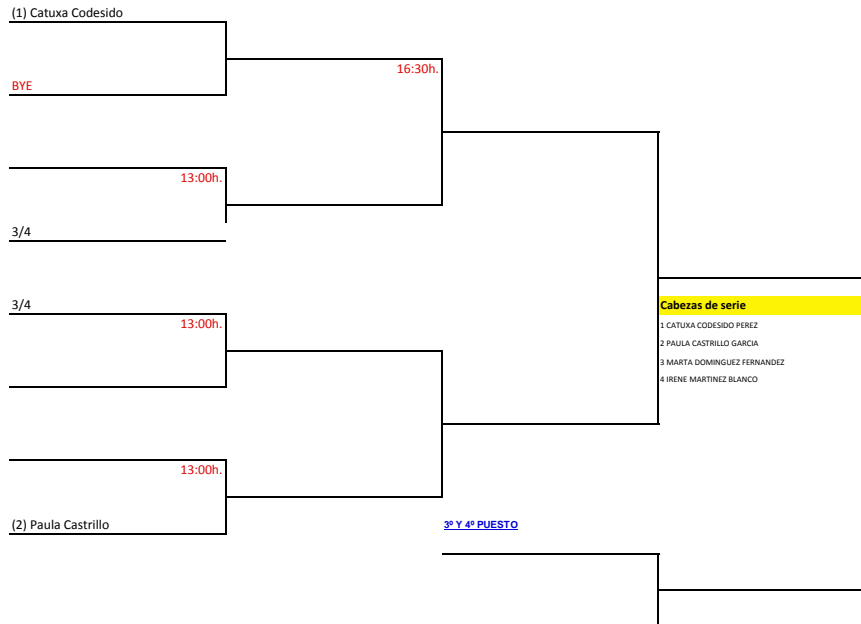 (1) Catuxa Codesido
16:30h.
BYE
13:00h.
3/4
3/4
Cabezas de serie
13:00h.
1 CATUXA CODESIDO PEREZ
2 PAULA CASTRILLO GARCIA
3 MARTA DOMINGUEZ FERNANDEZ
4 IRENE MARTINEZ BLANCO
13:00h.
(2) Paula Castrillo
3º Y 4º PUESTO